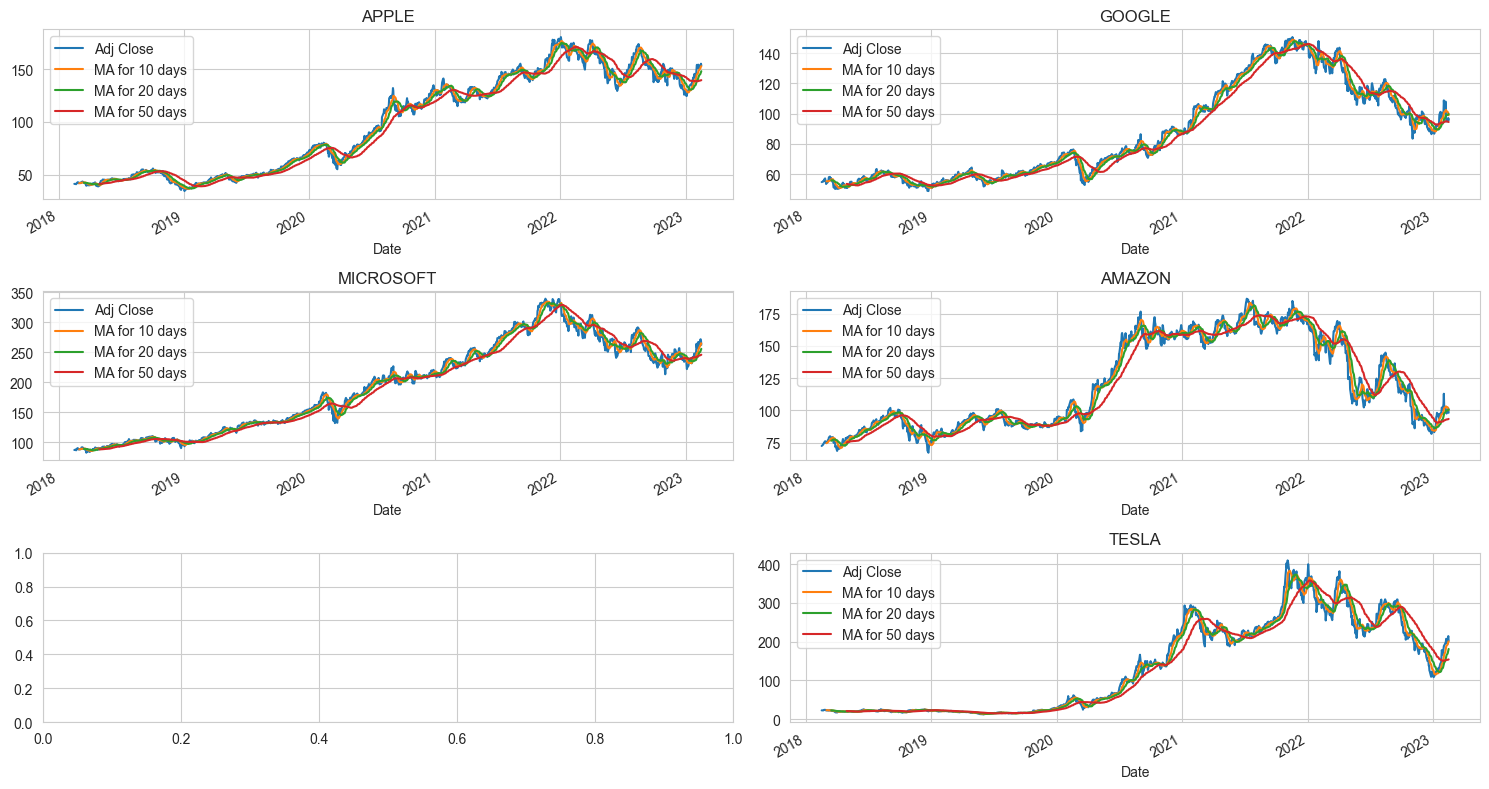 APPLE
Adj Close
MA for 10 days
MA for 20 days
MA for 50 days
150
100
50
2018
2019
2020
2021
2022
2023
Date
GOOGLE
Adj Close
MA for 10 days
MA for 20 days
MA for 50 days
140
120
100
80
60
2018
2019
2020
2021
2022
2023
Date
MICROSOFT
Adj Close
MA for 10 days
MA for 20 days
MA for 50 days
350
300
250
200
150
100
2018
2019
2020
2021
2022
2023
Date
AMAZON
Adj Close
MA for 10 days
MA for 20 days
MA for 50 days
175
150
125
100
75
2018
2019
2020
2021
2022
2023
Date
1.0
0.8
0.6
0.4
0.2
0.0
0.0
0.2
0.4
0.6
0.8
1.0
TESLA
Adj Close
MA for 10 days
MA for 20 days
MA for 50 days
400
300
200
100
0
2018
2019
2020
2021
2022
2023
Date